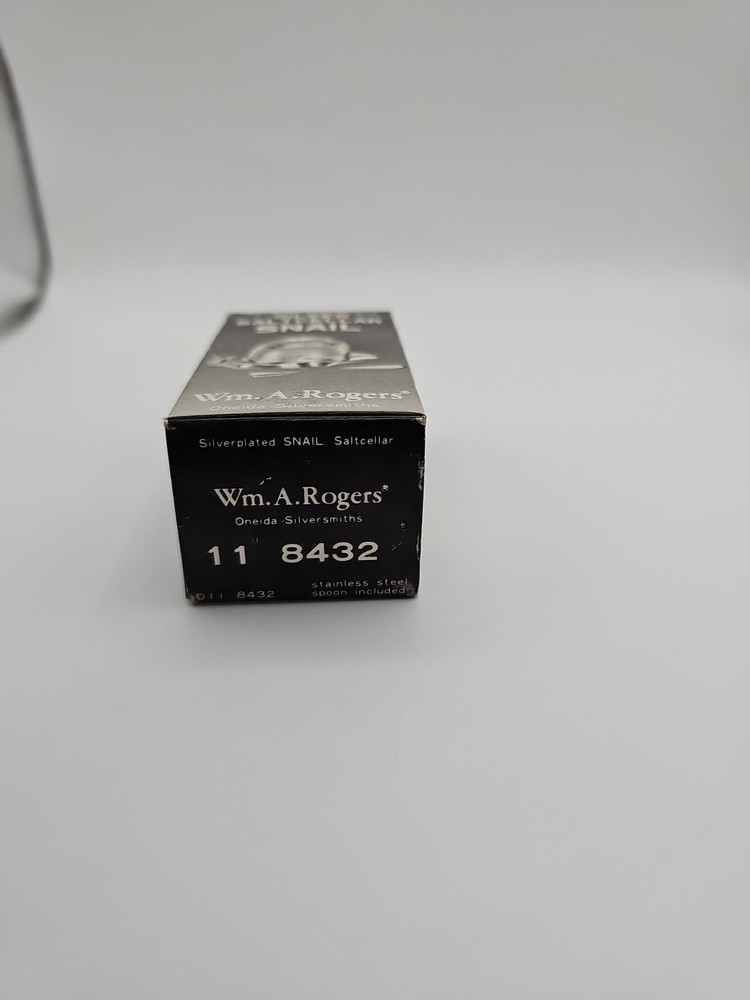 SALTCELLAR
SNAIL
Wm. A. Rogers®
Oneida Silversmiths
Silverplated SNAIL Saltcellar
Wm. A. Rogers®
Oneida Silversmiths
11 8432
stainless steel
011 8432 spoon included